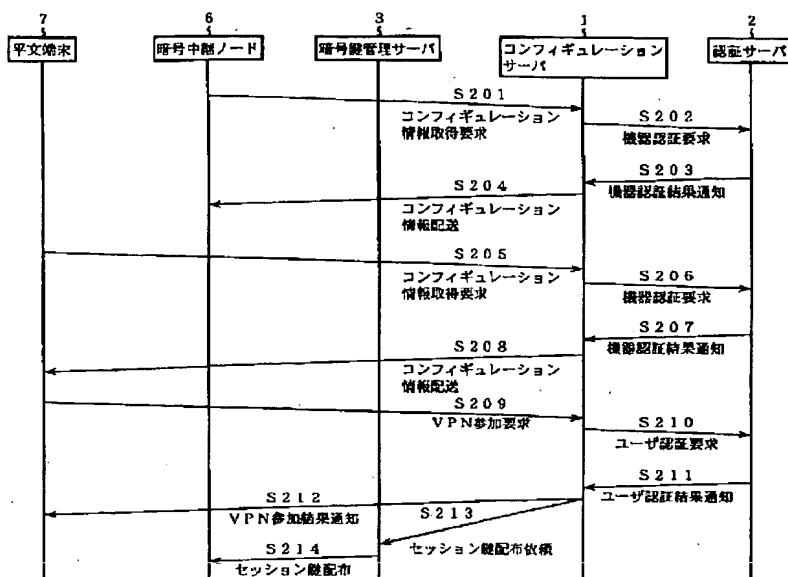 7
6
3
1
2
平文端末
暗号中継ノード
暗号鍵管理サーバ
コンフィギュレーション
サーバ
認証サーバ
S201
コンフィギュレーション
情報取得要求
S202
機器認証要求
S203
機器認証結果通知
S204
コンフィギュレーション
情報配送
S205
コンフィギュレーション
情報取得要求
S206
機器認証要求
S207
機器認証結果通知
S208
コンフィギュレーション
情報配送
S209
VPN参加要求
S210
ユーザ認証要求
S211
ユーザ認証結果通知
S212
VPN参加結果通知
S213
セッション鍵配布依頼
S214
セッション鍵配布